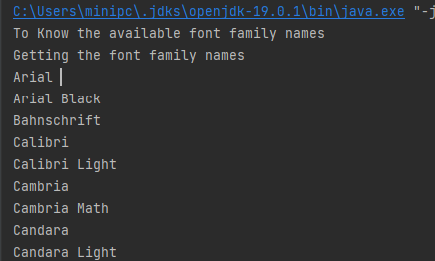 C:\Users\minipc\.jdks\openjdk-19.0.1\bin\java.exe "-j
To Know the available font family names
Getting the font family names
Arial
Arial Black
Bahnschrift
Calibri
Calibri Light
Cambria
Cambria Math
Candara
Candara Light